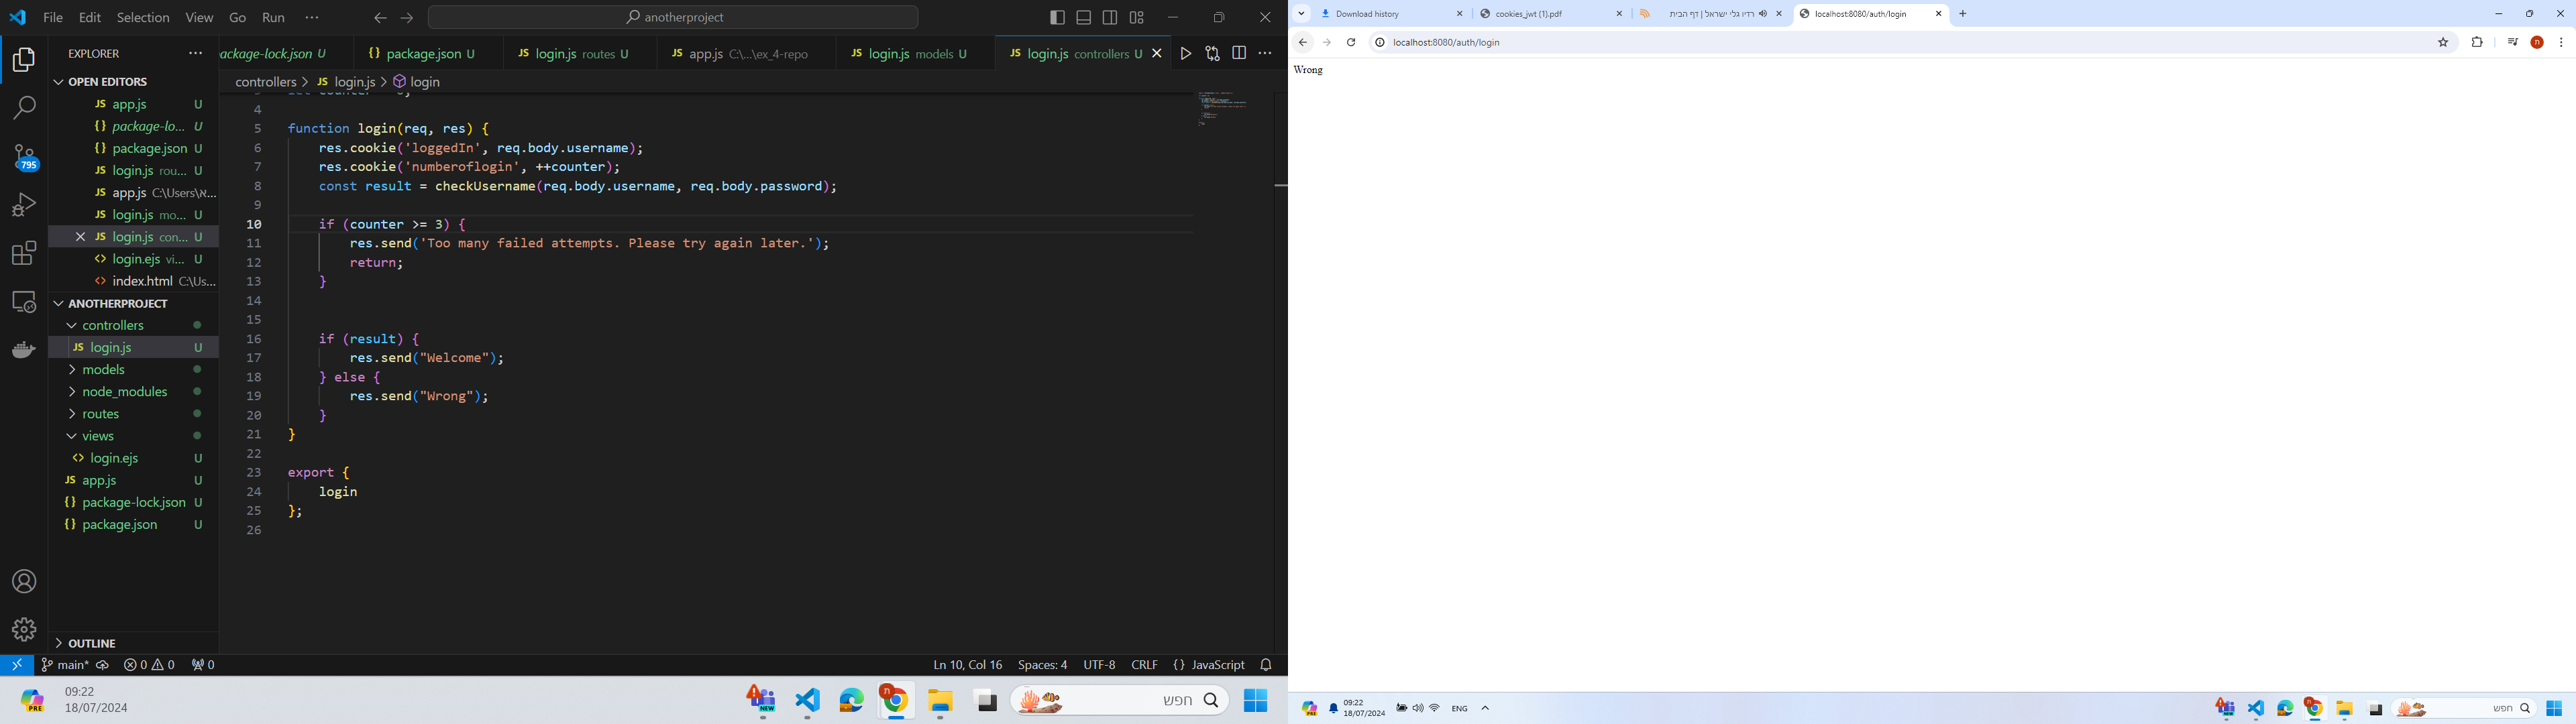 File Edit Selection View Go Run ···
anotherproject
EXPLORER ···
OPEN EDITORS
JS app.js U
{} package-lo... U
{} package.json U
JS login.js rou... U
JS app.js C:\Users\א...
JS login.js mo... U
JS login.js con... U
<> login.ejs vi... U
<> index.html C:\Us...
ANOTHERPROJECT
controllers
JS login.js U
models
node_modules
routes
views
<> login.ejs U
JS app.js U
{} package-lock.json U
{} package.json U
OUTLINE
795
package-lock.json U
{} package.json U
JS login.js routes U
JS app.js C:\...\ex_4-repo
JS login.js models U
JS login.js controllers U
controllers > JS login.js > login
4
5 function login(req, res) {
6 res.cookie('loggedIn', req.body.username);
7 res.cookie('numberoflogin', ++counter);
8 const result = checkUsername(req.body.username, req.body.password);
9
10 if (counter >= 3) {
11 res.send('Too many failed attempts. Please try again later.');
12 return;
13 }
14
15
16 if (result) {
17 res.send("Welcome");
18 } else {
19 res.send("Wrong");
20 }
21 }
22
23 export {
24 login
25 };
26
main* 0 0 0
Ln 10, Col 16 Spaces: 4 UTF-8 CRLF {} JavaScript
PRE
09:22
18/07/2024
NEW
ת
חפש
Download history
cookies_jwt (1).pdf
רדיו גלי ישראל | דף הבית
localhost:8080/auth/login
localhost:8080/auth/login
ת
Wrong
PRE
09:22
18/07/2024
ENG
NEW
ת
חפש